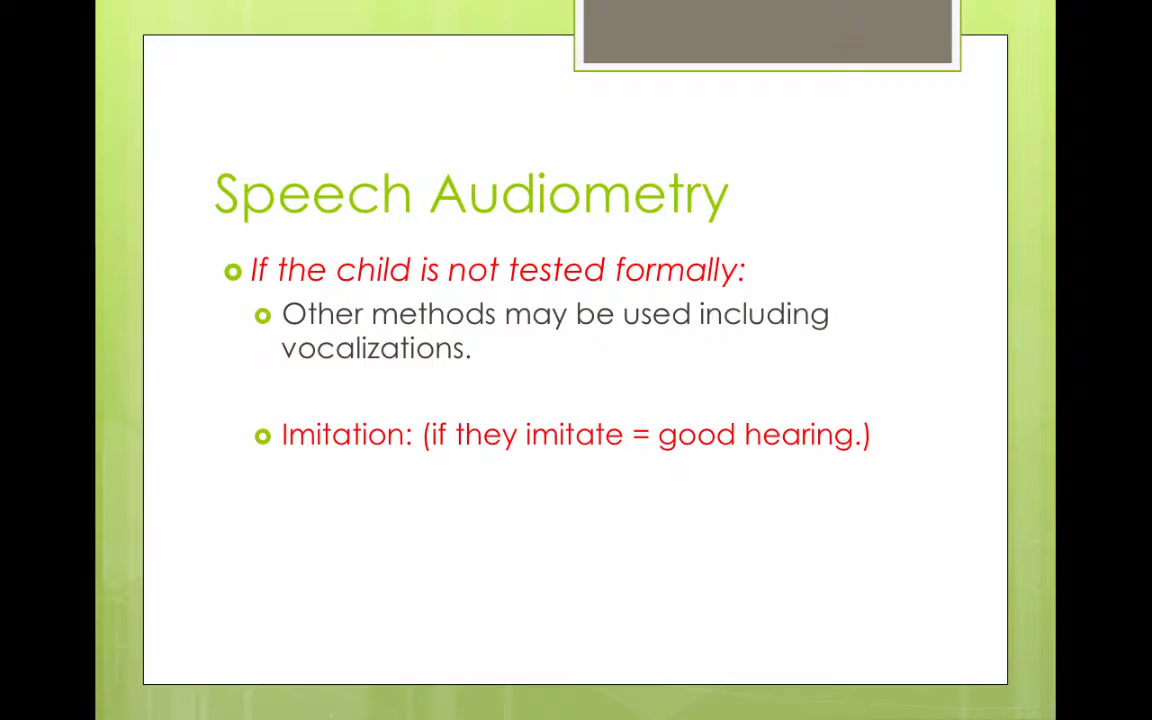 Speech Audiometry
If the child is not tested formally:
Other methods may be used including
vocalizations.
Imitation: (if they imitate = good hearing.)